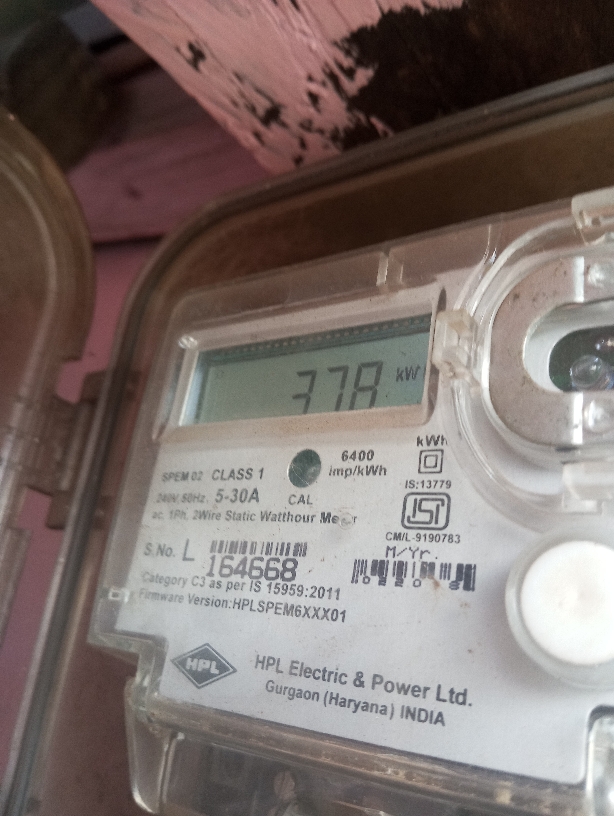 378 kW
SPEM 02 CLASS 1
6400
imp/kWh
kWh
IS:13779
240V, 50Hz, 5-30A
CAL
ac, 1Ph, 2Wire Static Watthour Meter
ISI
CM/L-9190783
M/Yr.
S.No. L 164668
Category C3 as per IS 15959:2011
Firmware Version:HPLSPEM6XXX01
HPL
HPL Electric & Power Ltd.
Gurgaon (Haryana) INDIA